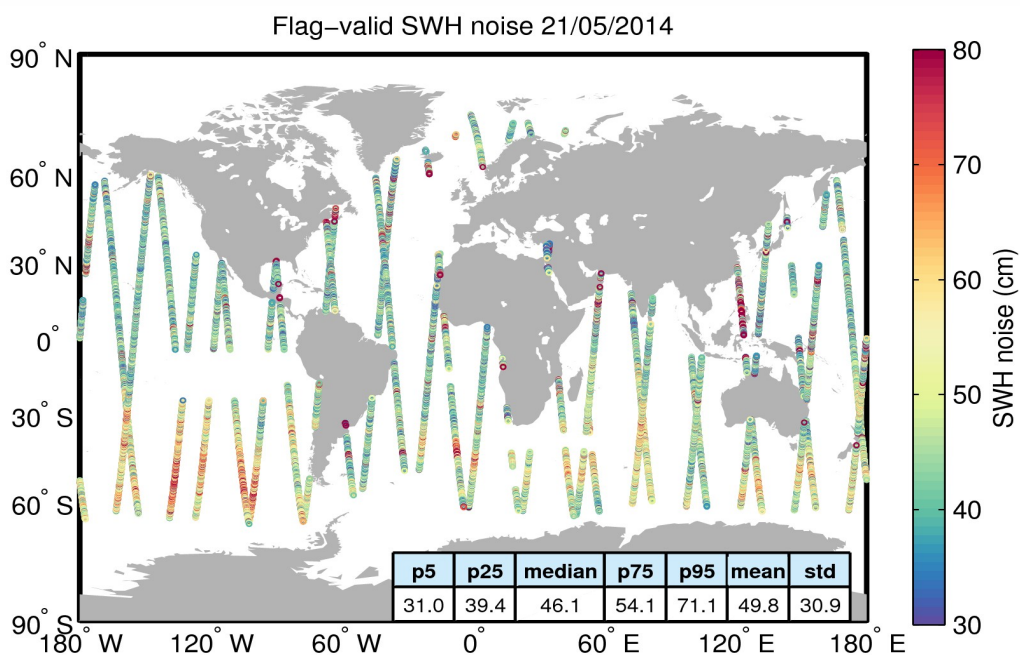 Flag−valid SWH noise 21/05/2014
90° N
60° N
30° N
0°
30° S
60° S
90° S
180° W
120° W
60° W
0°
60° E
120° E
180° E
p5 p25 median p75 p95 mean std
31.0 39.4 46.1 54.1 71.1 49.8 30.9
80
70
60
50
40
30
SWH noise (cm)